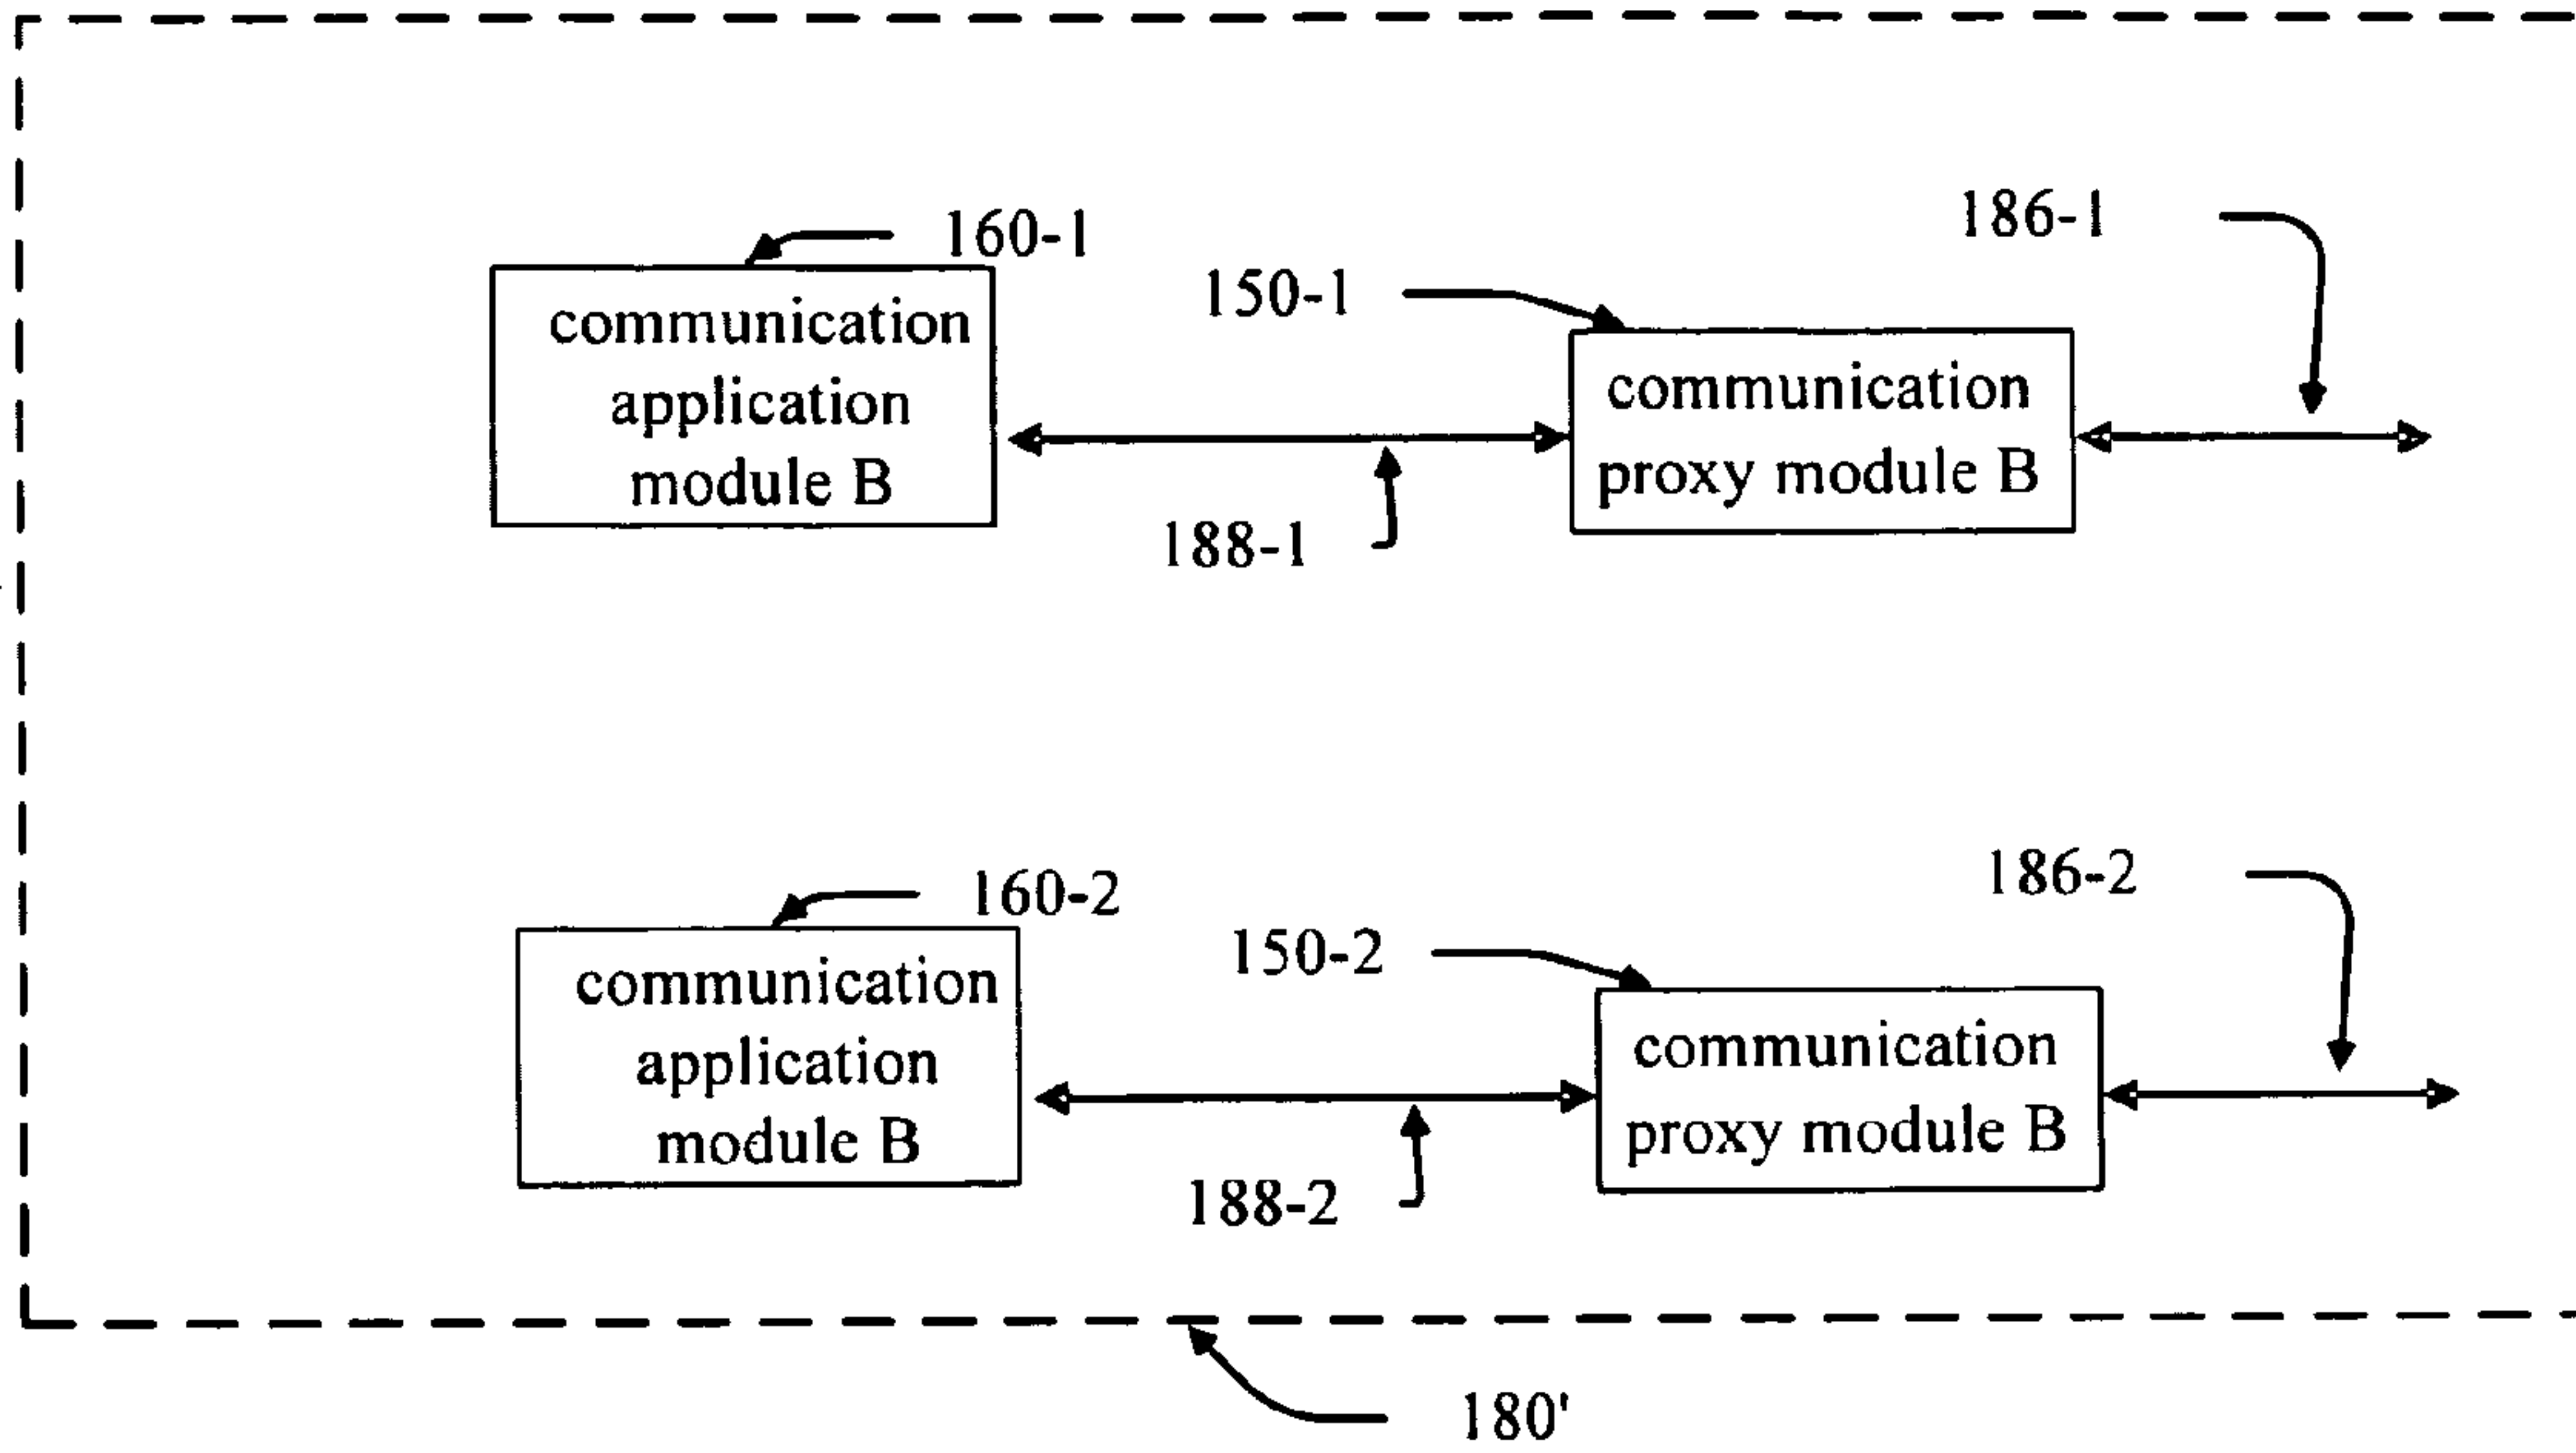 186-1
160-1
150-1
communication
application
module B
communication
proxy module B
188-1
186-2
160-2
150-2
communication
application
module B
communication
proxy module B
188-2
180'